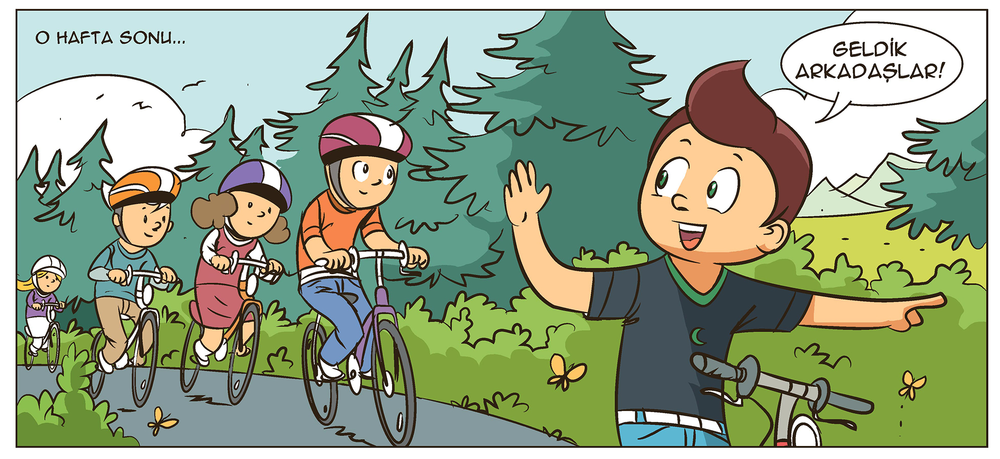 O HAFTA SONU...
GELDİK
ARKADAŞLAR!